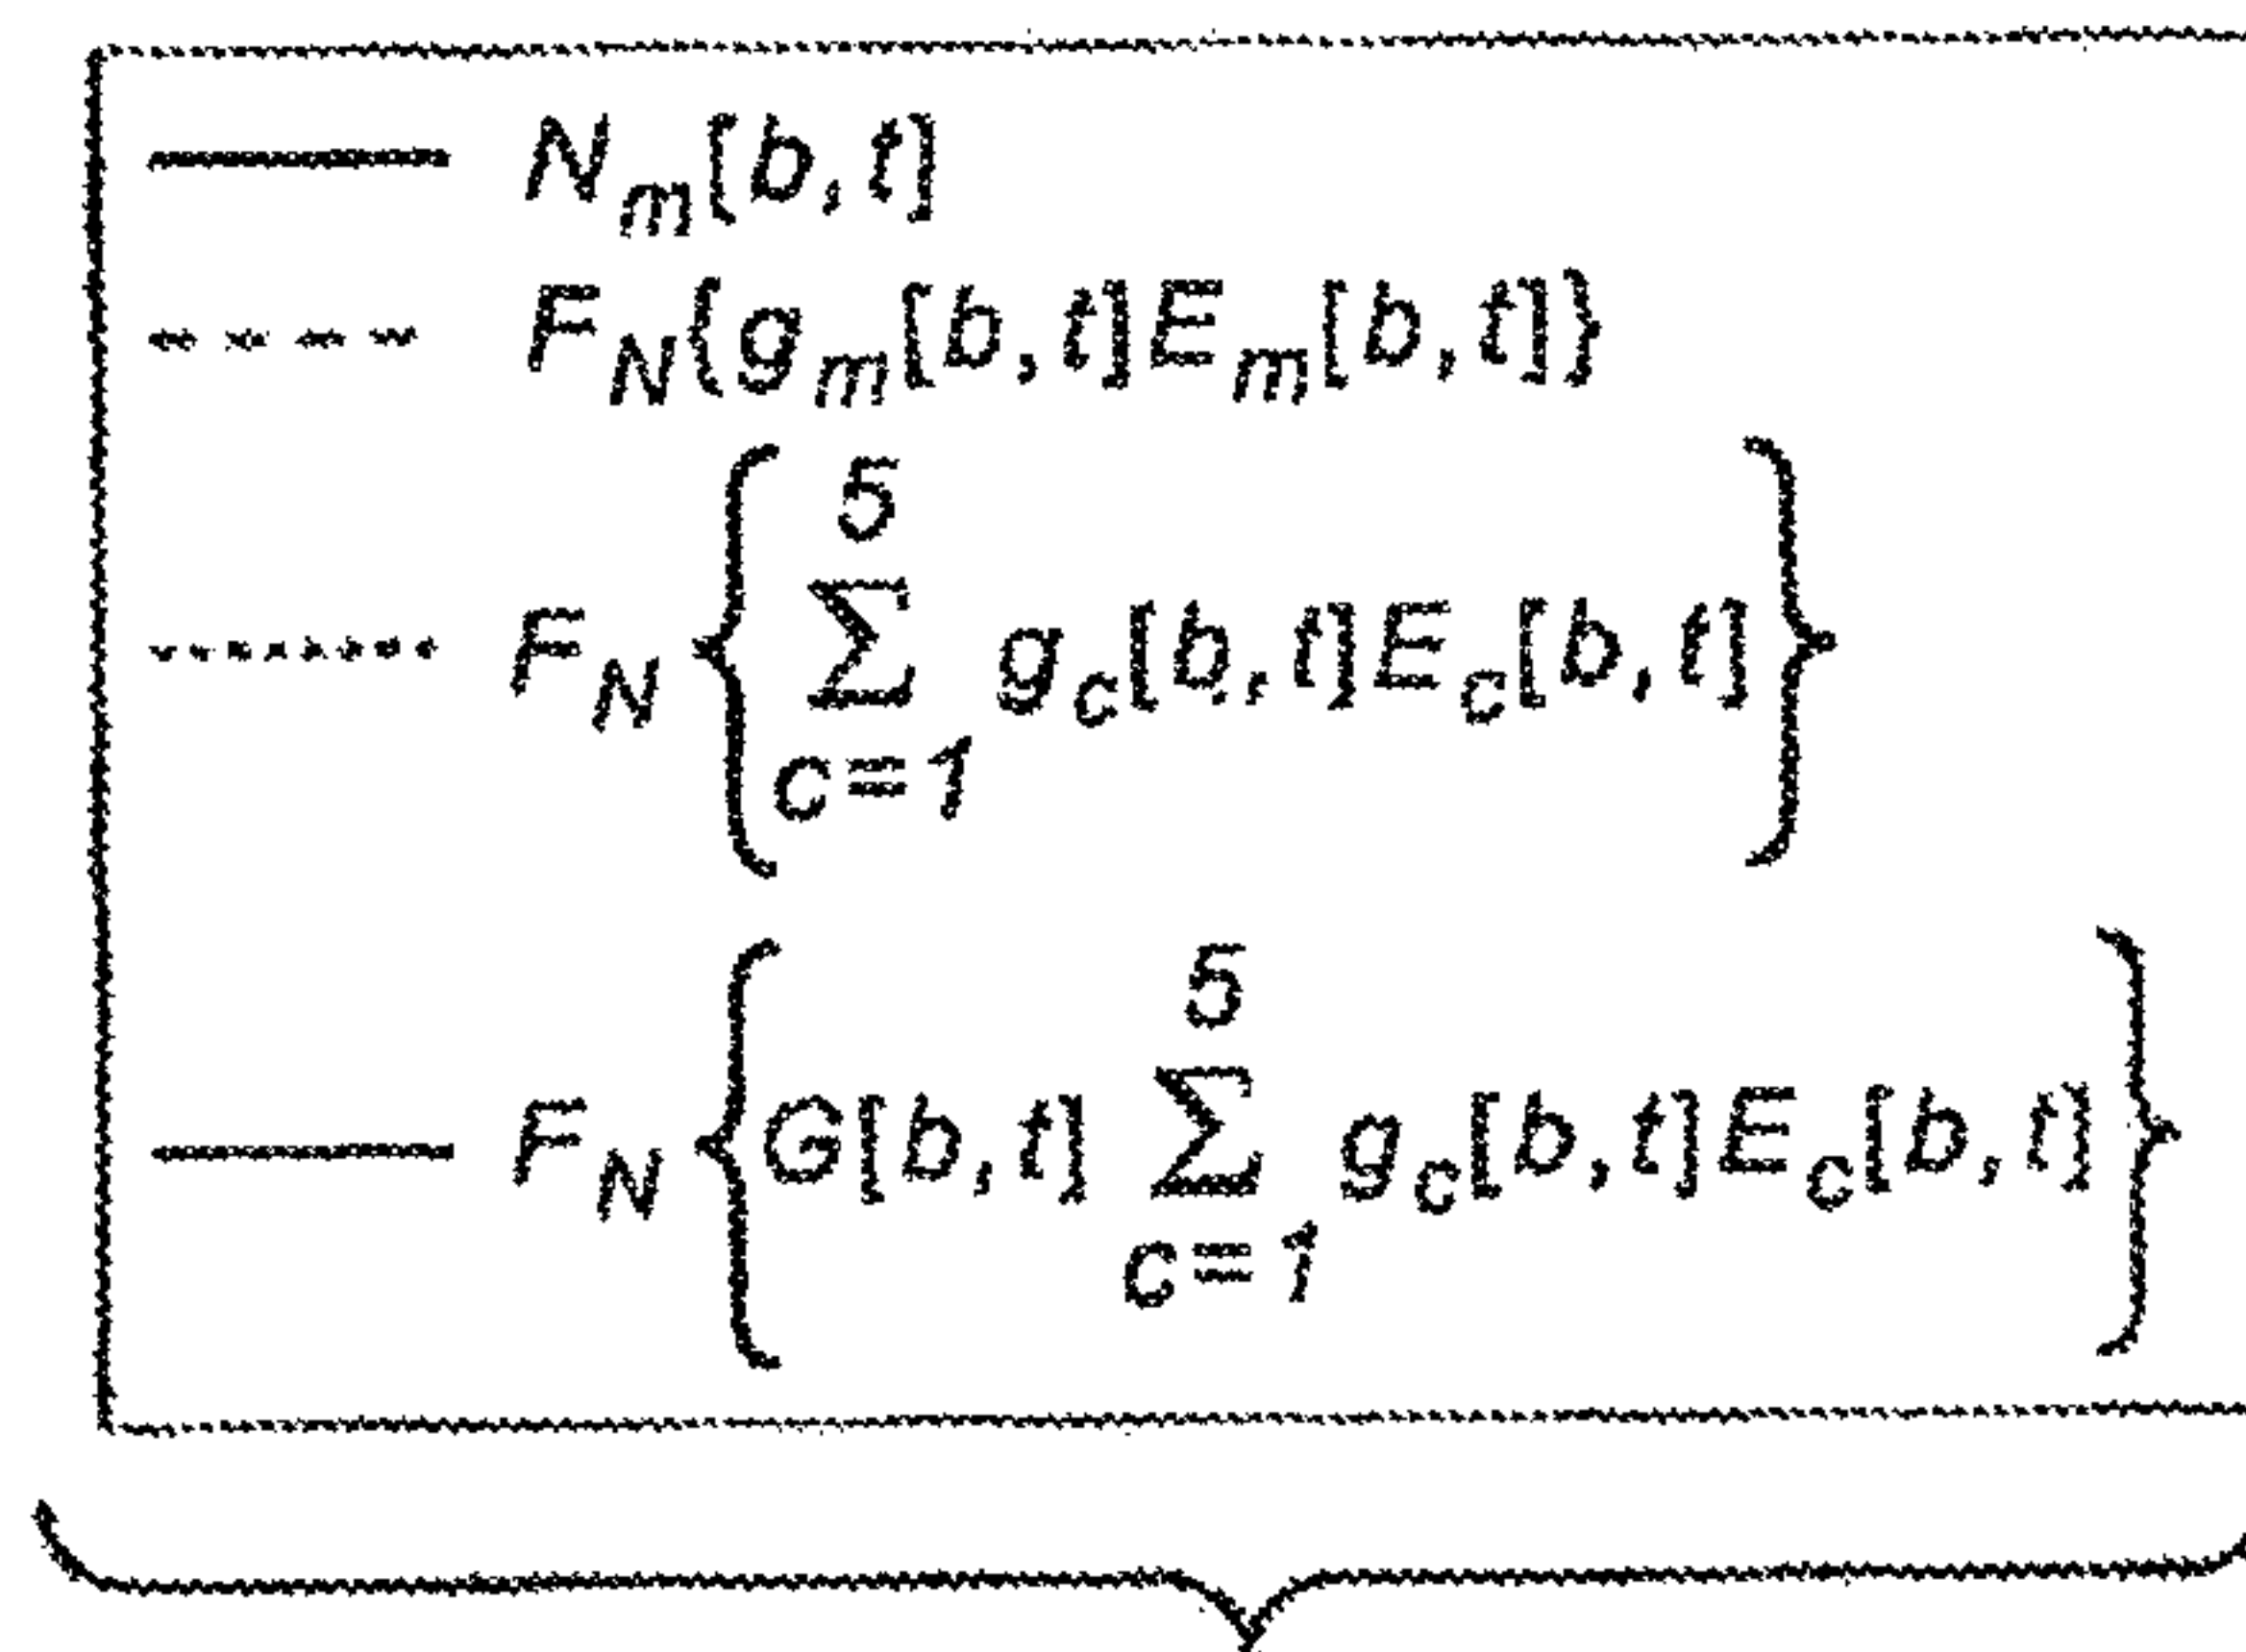 N_m[b,t]
F_N{g_m[b,t]E_m[b,t]}
F_N{∑_{c=1}^{5} g_c[b,t]E_c[b,t]}
F_N{G[b,t] ∑_{c=1}^{5} g_c[b,t]E_c[b,t]}